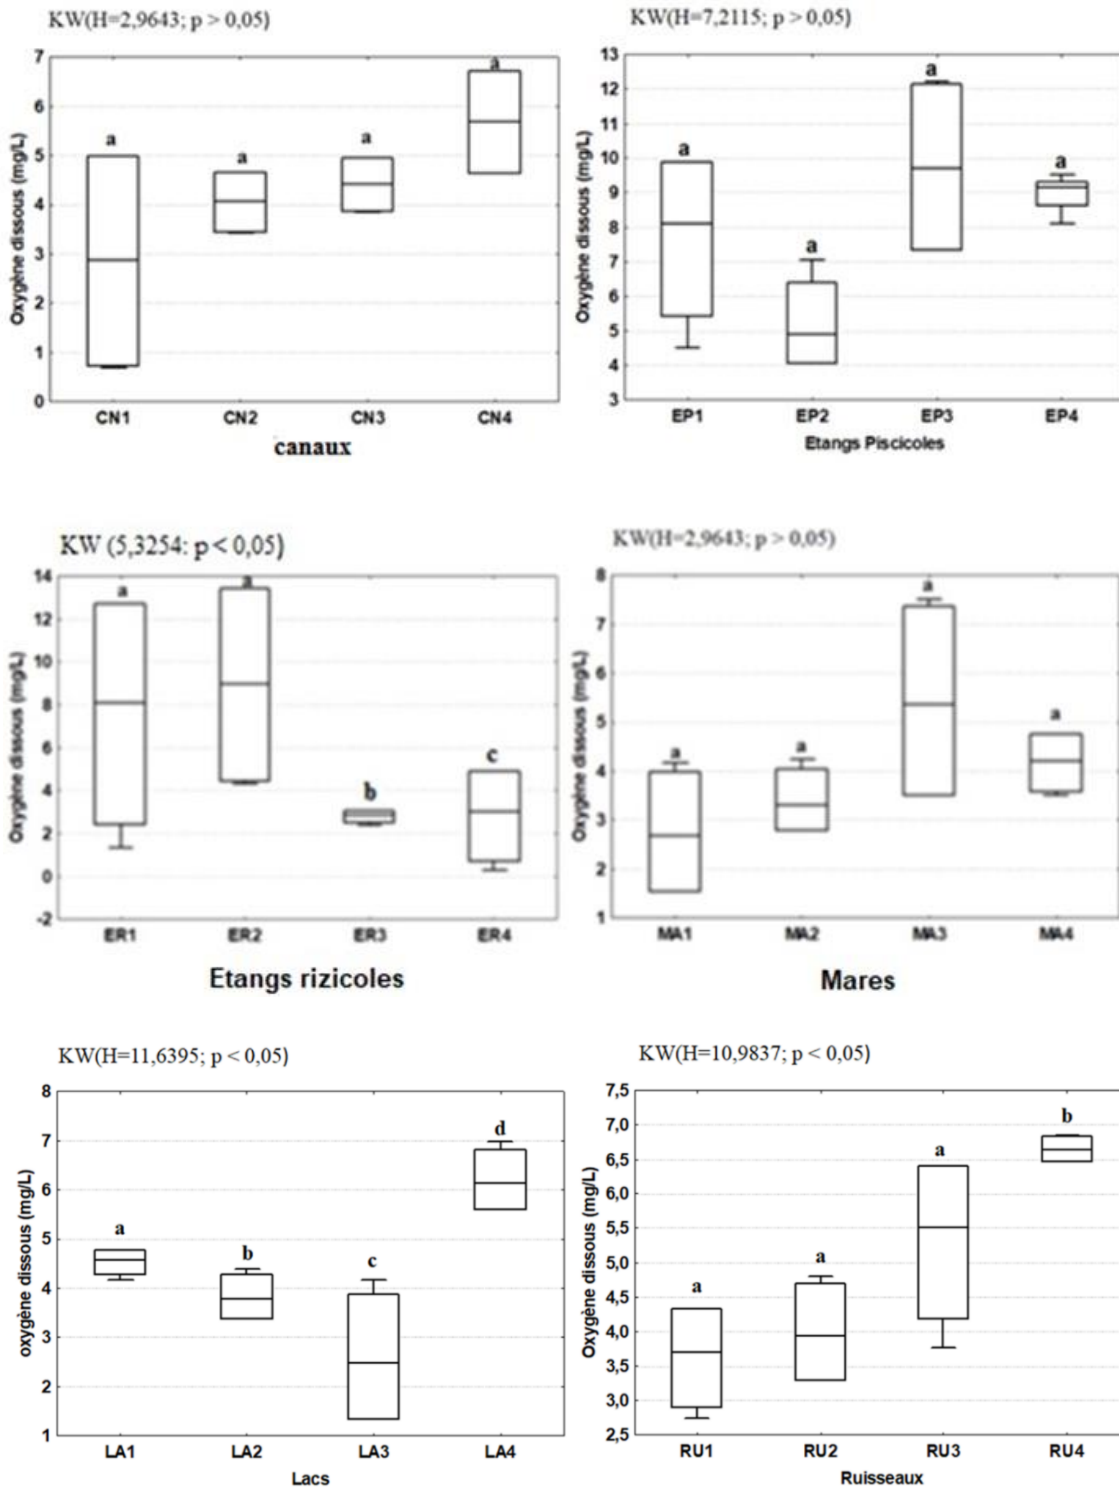 KW(H=2,9643; p > 0,05)
a
a
a
a
7
6
5
4
3
2
1
0
Oxygène dissous (mg/L)
CN1 CN2 CN3 CN4
canaux
KW(H=7,2115; p > 0,05)
a
a
a
a
13
12
11
10
9
8
7
6
5
4
3
Oxygène dissous (mg/L)
EP1 EP2 EP3 EP4
Etangs Piscicoles
KW (5,3254: p < 0,05)
a
a
b
c
14
12
10
8
6
4
2
0
-2
Oxygène dissous (mg/L)
ER1 ER2 ER3 ER4
Etangs rizicoles
KW(H=2,9643; p > 0,05)
a
a
a
a
8
7
6
5
4
3
2
1
Oxygène dissous (mg/L)
MA1 MA2 MA3 MA4
Mares
KW(H=11,6395; p < 0,05)
a
b
c
d
8
7
6
5
4
3
2
1
oxygène dissous (mg/L)
LA1 LA2 LA3 LA4
Lacs
KW(H=10,9837; p < 0,05)
a
a
a
b
7,5
7,0
6,5
6,0
5,5
5,0
4,5
4,0
3,5
3,0
2,5
Oxygène dissous (mg/L)
RU1 RU2 RU3 RU4
Ruisseaux